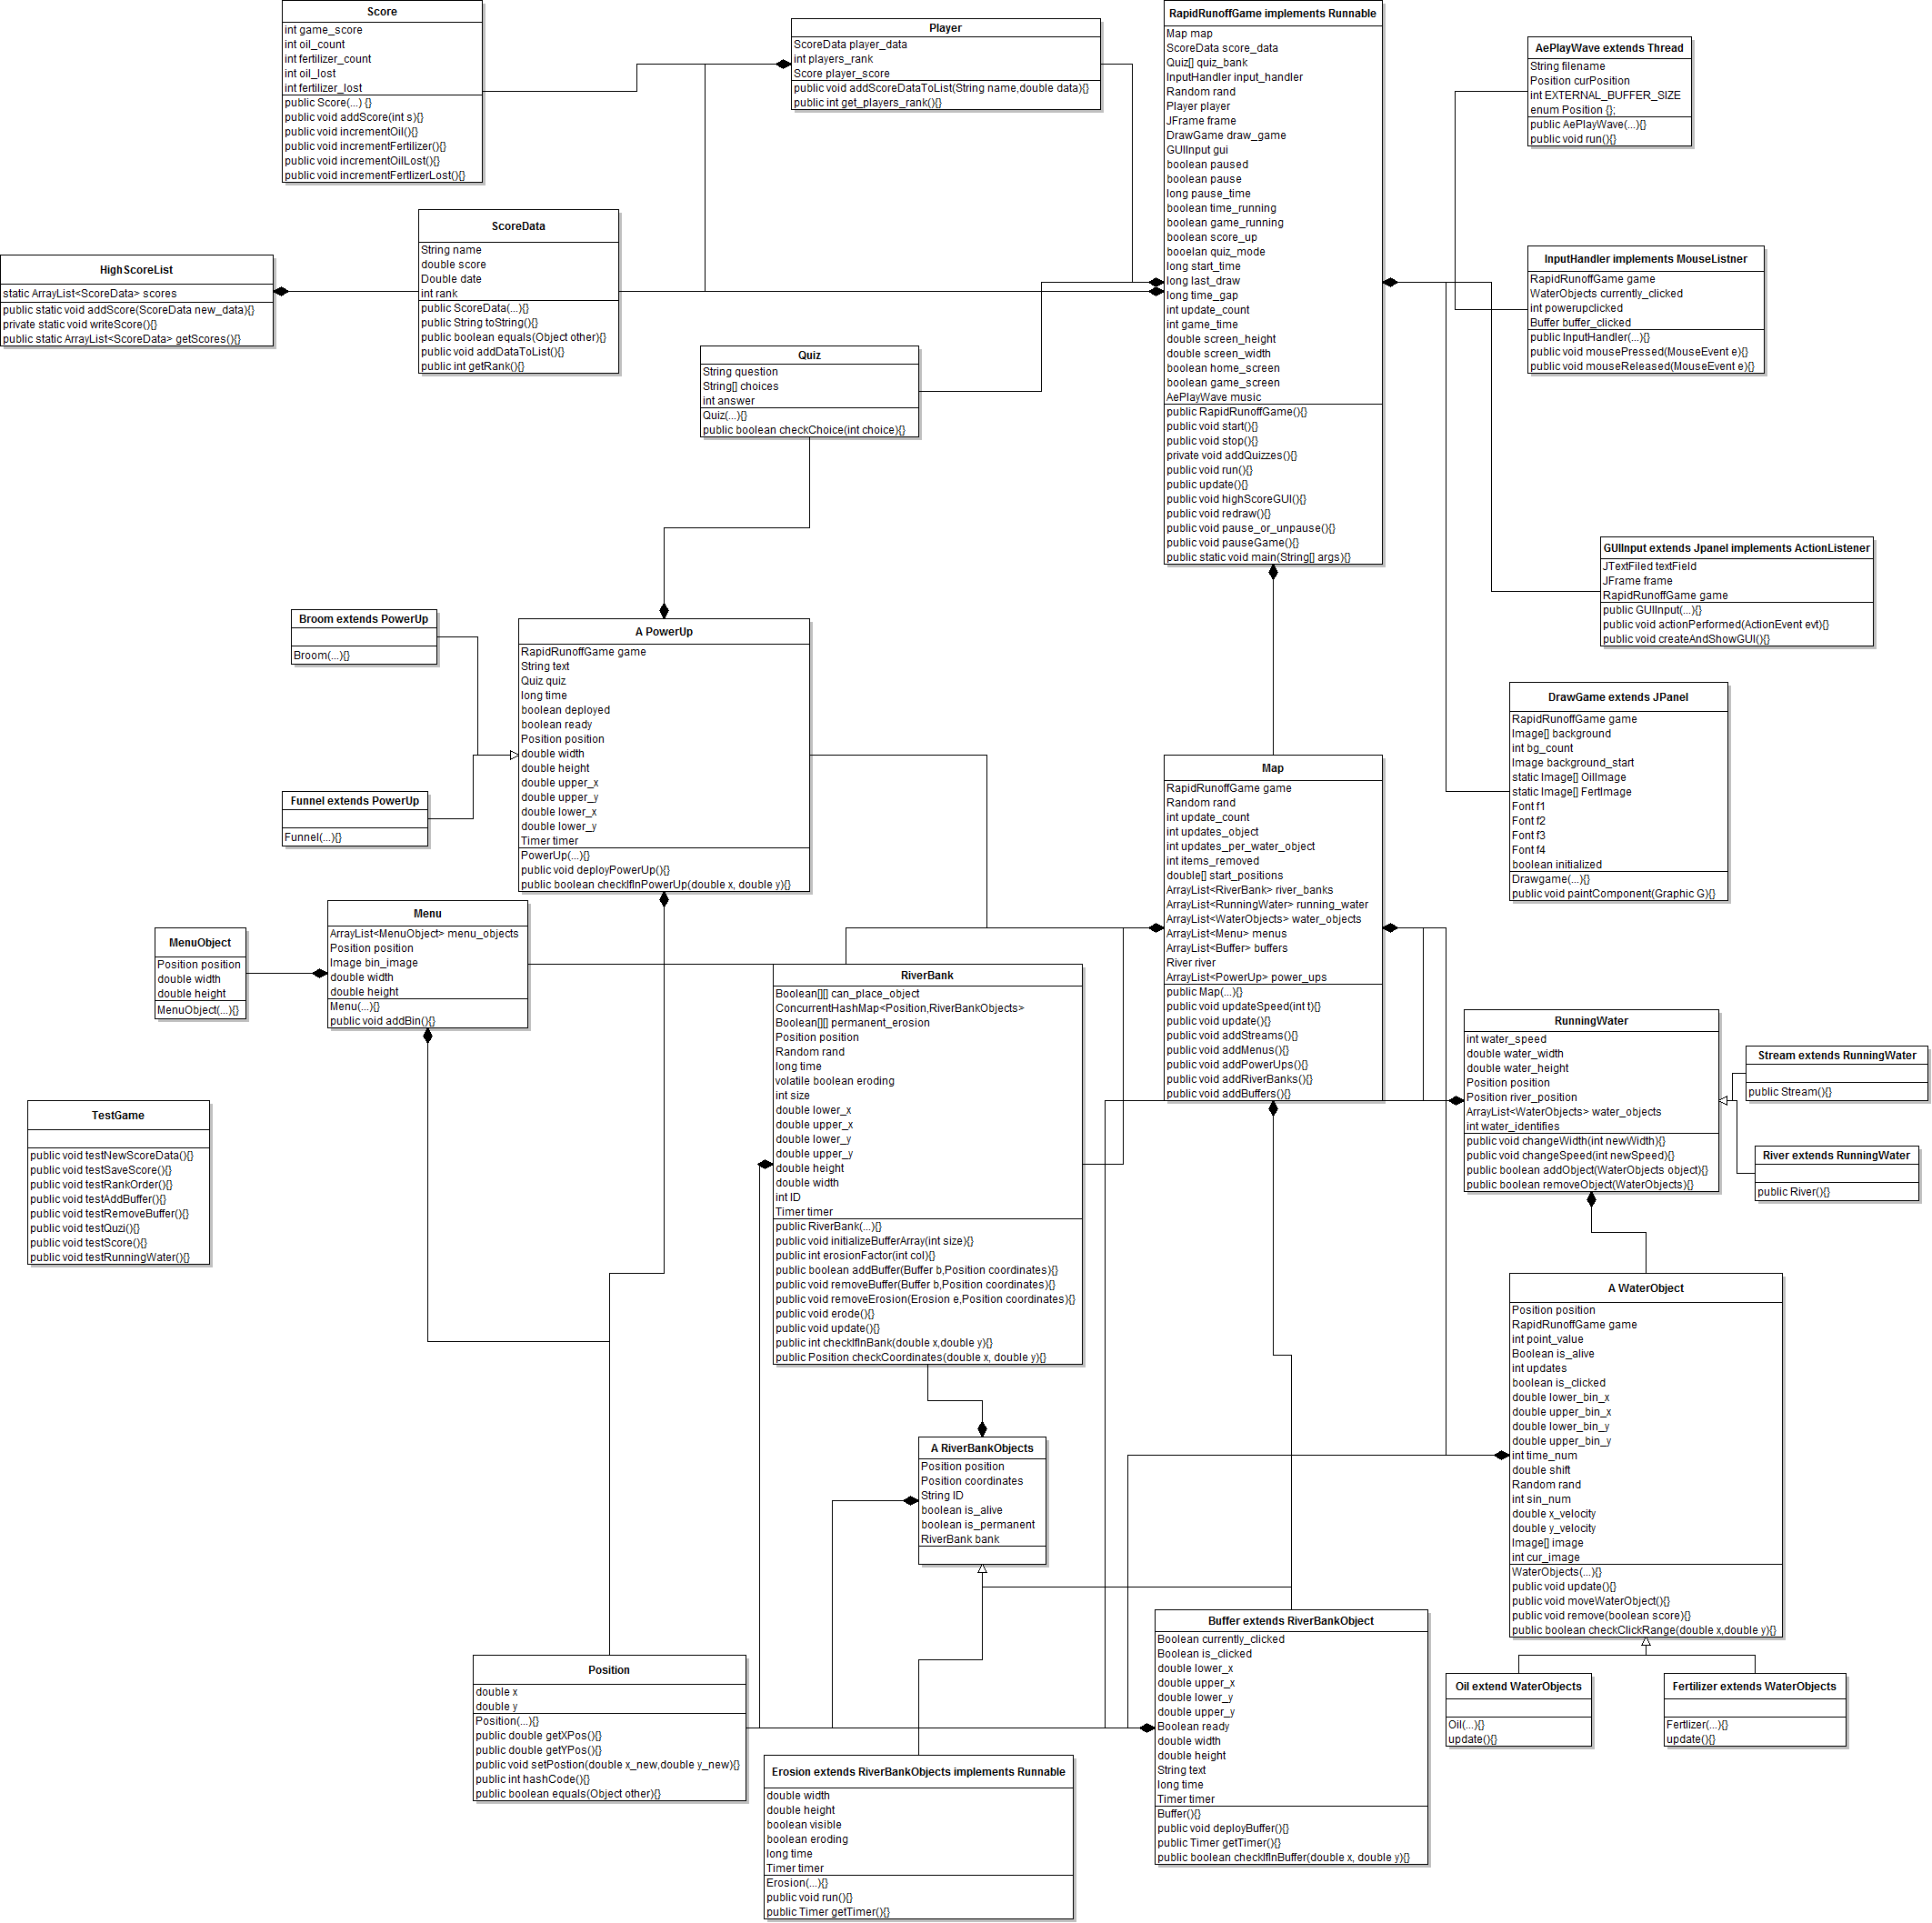 Score
int game_score
int oil_count
int fertilizer_count
int oil_lost
int fertilizer_lost
public Score(...) {}
public void addScore(int s){}
public void incrementOil(){}
public void incrementFertilizer(){}
public void incrementOilLost(){}
public void incrementFertlizerLost(){}
Player
ScoreData player_data
int players_rank
Score player_score
public void addScoreDataToList(String name,double data){}
public int get_players_rank(){}
RapidRunoffGame implements Runnable
Map map
ScoreData score_data
Quiz[] quiz_bank
InputHandler input_handler
Random rand
Player player
JFrame frame
DrawGame draw_game
GUIInput gui
boolean paused
boolean pause
long pause_time
boolean time_running
boolean game_running
boolean score_up
booelan quiz_mode
long start_time
long last_draw
long time_gap
int update_count
int game_time
double screen_height
double screen_width
boolean home_screen
boolean game_screen
AePlayWave music
public RapidRunoffGame(){}
public void start(){}
public void stop(){}
private void addQuizzes(){}
public void run(){}
public update(){}
public void highScoreGUI(){}
public void redraw(){}
public void pause_or_unpause(){}
public void pauseGame(){}
public static void main(String[] args){}
AePlayWave extends Thread
String filename
Position curPosition
int EXTERNAL_BUFFER_SIZE
enum Position {};
public AePlayWave(...){}
public void run(){}
ScoreData
String name
double score
Double date
int rank
public ScoreData(...){}
public String toString(){}
public boolean equals(Object other){}
public void addDataToList(){}
public int getRank(){}
HighScoreList
static ArrayList<ScoreData> scores
public static void addScore(ScoreData new_data){}
private static void writeScore(){}
public static ArrayList<ScoreData> getScores(){}
InputHandler implements MouseListner
RapidRunoffGame game
WaterObjects currently_clicked
int powerupclicked
Buffer buffer_clicked
public InputHandler(...){}
public void mousePressed(MouseEvent e){}
public void mouseReleased(MouseEvent e){}
Quiz
String question
String[] choices
int answer
Quiz(...){}
public boolean checkChoice(int choice){}
GUIInput extends Jpanel implements ActionListener
JTextFiled textField
JFrame frame
RapidRunoffGame game
public GUIInput(...){}
public void actionPerformed(ActionEvent evt){}
public void createAndShowGUI(){}
Broom extends PowerUp
Broom(...){}
A PowerUp
RapidRunoffGame game
String text
Quiz quiz
long time
boolean deployed
boolean ready
Position position
double width
double height
double upper_x
double upper_y
double lower_x
double lower_y
Timer timer
PowerUp(...){}
public void deployPowerUp(){}
public boolean checkIfInPowerUp(double x, double y){}
Funnel extends PowerUp
Funnel(...){}
DrawGame extends JPanel
RapidRunoffGame game
Image[] background
int bg_count
Image background_start
static Image[] OilImage
static Image[] FertImage
Font f1
Font f2
Font f3
Font f4
boolean initialized
Drawgame(...){}
public void paintComponent(Graphic G){}
Map
RapidRunoffGame game
Random rand
int update_count
int updates_object
int updates_per_water_object
int items_removed
double[] start_positions
ArrayList<RiverBank> river_banks
ArrayList<RunningWater> running_water
ArrayList<WaterObjects> water_objects
ArrayList<Menu> menus
ArrayList<Buffer> buffers
River river
ArrayList<PowerUp> power_ups
public Map(...){}
public void updateSpeed(int t){}
public void update(){}
public void addStreams(){}
public void addMenus(){}
public void addPowerUps(){}
public void addRiverBanks(){}
public void addBuffers(){}
Menu
ArrayList<MenuObject> menu_objects
Position position
Image bin_image
double width
double height
Menu(...){}
public void addBin(){}
MenuObject
Position position
double width
double height
MenuObject(...){}
RiverBank
Boolean[][] can_place_object
ConcurrentHashMap<Position,RiverBankObjects>
Boolean[][] permanent_erosion
Position position
Random rand
long time
volatile boolean eroding
int size
double lower_x
double upper_x
double lower_y
double upper_y
double height
double width
int ID
Timer timer
public RiverBank(...){}
public void initializeBufferArray(int size){}
public int erosionFactor(int col){}
public boolean addBuffer(Buffer b,Position coordinates){}
public void removeBuffer(Buffer b,Position coordinates){}
public void removeErosion(Erosion e,Position coordinates){}
public void erode(){}
public void update(){}
public int checkIfInBank(double x,double y){}
public Position checkCoordinates(double x, double y){}
RunningWater
int water_speed
double water_width
double water_height
Position position
Position river_position
ArrayList<WaterObjects> water_objects
int water_identifies
public void changeWidth(int newWidth){}
public void changeSpeed(int newSpeed){}
public boolean addObject(WaterObjects object){}
public boolean removeObject(WaterObjects){}
Stream extends RunningWater
public Stream(){}
River extends RunningWater
public River(){}
TestGame
public void testNewScoreData(){}
public void testSaveScore(){}
public void testRankOrder(){}
public void testAddBuffer(){}
public void testRemoveBuffer(){}
public void testQuzi(){}
public void testScore(){}
public void testRunningWater(){}
A WaterObject
Position position
RapidRunoffGame game
int point_value
Boolean is_alive
int updates
boolean is_clicked
double lower_bin_x
double upper_bin_x
double lower_bin_y
double upper_bin_y
int time_num
double shift
Random rand
int sin_num
double x_velocity
double y_velocity
Image[] image
int cur_image
WaterObjects(...){}
public void update(){}
public void moveWaterObject(){}
public void remove(boolean score){}
public boolean checkClickRange(double x,double y){}
A RiverBankObjects
Position position
Position coordinates
String ID
boolean is_alive
boolean is_permanent
RiverBank bank
Buffer extends RiverBankObject
Boolean currently_clicked
Boolean is_clicked
double lower_x
double upper_x
double lower_y
double upper_y
Boolean ready
double width
double height
String text
long time
Timer timer
Buffer(){}
public void deployBuffer(){}
public Timer getTimer(){}
public boolean checkIfInBuffer(double x, double y){}
Position
double x
double y
Position(...){}
public double getXPos(){}
public double getYPos(){}
public void setPostion(double x_new,double y_new){}
public int hashCode(){}
public boolean equals(Object other){}
Oil extend WaterObjects
Oil(...){}
update(){}
Fertilizer extends WaterObjects
Fertlizer(...){}
update(){}
Erosion extends RiverBankObjects implements Runnable
double width
double height
boolean visible
boolean eroding
long time
Timer timer
Erosion(...){}
public void run(){}
public Timer getTimer(){}